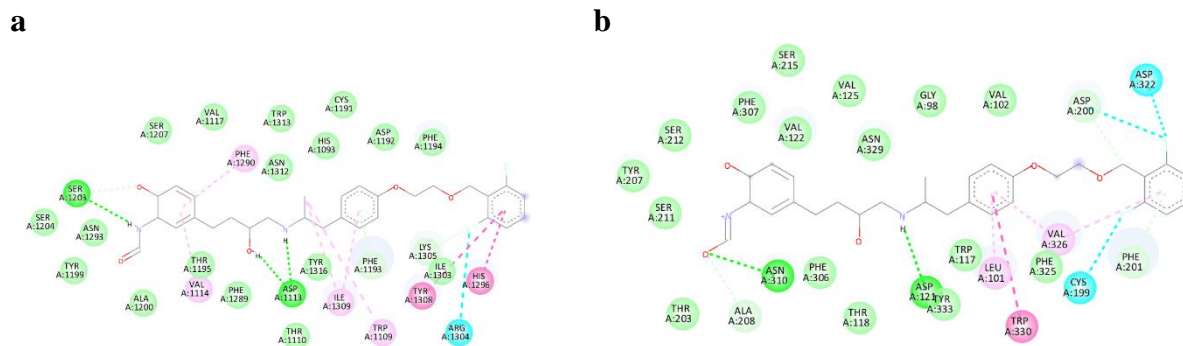 a
CYS
A:1191
VAL
A:1117
TRP
A:1313
SER
A:1207
HIS
A:1093
ASP
A:1192
PHE
A:1194
PHE
A:1290
ASN
A:1312
SER
A:1203
H
N
O
O
O
O
SER
A:1204
ASN
A:1293
LYS
A:1305
TYR
A:1199
THR
A:1195
TYR
A:1316
PHE
A:1193
ILE
A:1303
HIS
A:1296
VAL
A:1114
PHE
A:1289
ASP
A:1113
ILE
A:1309
TYR
A:1308
ALA
A:1200
THR
A:1110
TRP
A:1109
ARG
A:1304
O
H
N
H
b
SER
A:215
ASP
A:322
VAL
A:125
GLY
A:98
VAL
A:102
ASP
A:200
PHE
A:307
SER
A:212
VAL
A:122
ASN
A:329
TYR
A:207
O
O
O
SER
A:211
N
N
H
O
O
VAL
A:326
TRP
A:117
PHE
A:325
PHE
A:201
ASN
A:310
PHE
A:306
LEU
A:101
ASP
A:121
TYR
A:333
CYS
A:199
THR
A:203
ALA
A:208
THR
A:118
TRP
A:330